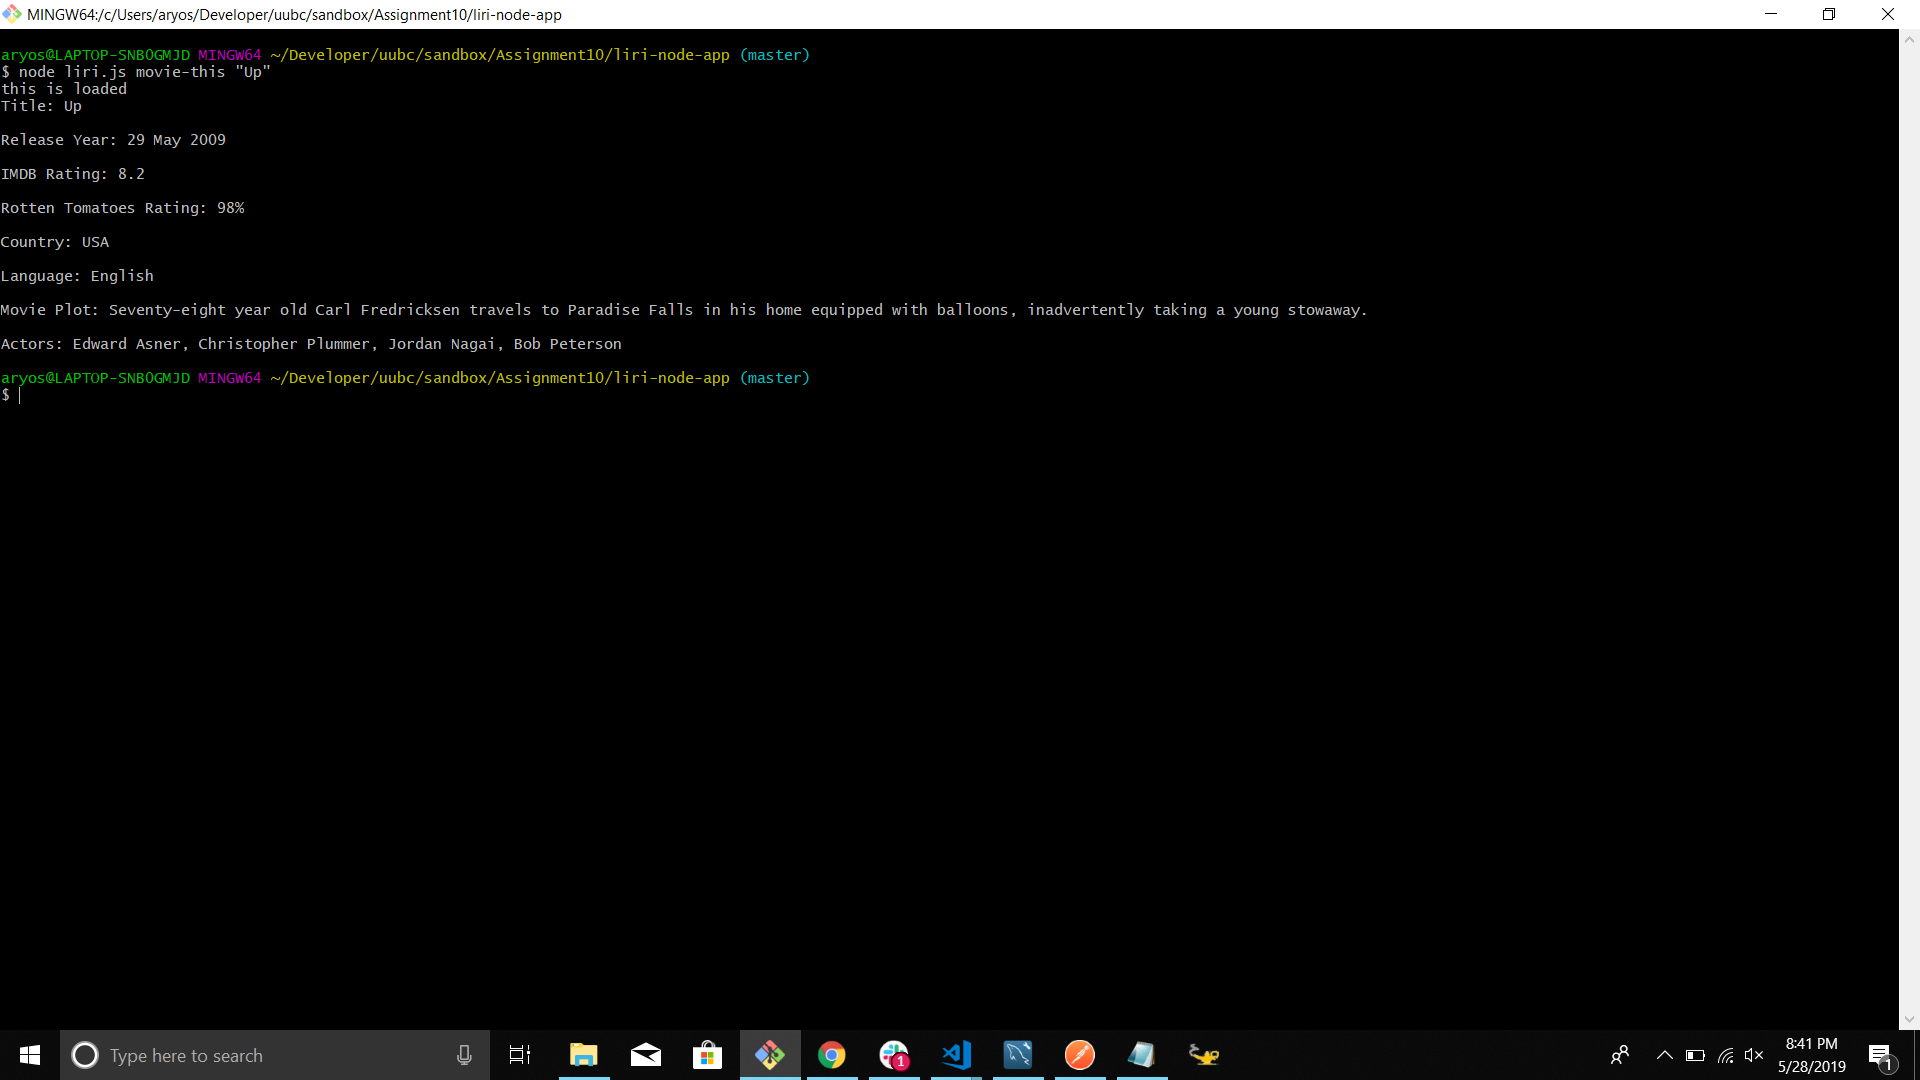 MINGW64:/c/Users/aryos/Developer/uubc/sandbox/Assignment10/liri-node-app
aryos@LAPTOP-SNB0GMJD MINGW64 ~/Developer/uubc/sandbox/Assignment10/liri-node-app (master)
$ node liri.js movie-this "Up"
this is loaded
Title: Up
Release Year: 29 May 2009
IMDB Rating: 8.2
Rotten Tomatoes Rating: 98%
Country: USA
Language: English
Movie Plot: Seventy-eight year old Carl Fredricksen travels to Paradise Falls in his home equipped with balloons, inadvertently taking a young stowaway.
Actors: Edward Asner, Christopher Plummer, Jordan Nagai, Bob Peterson
aryos@LAPTOP-SNB0GMJD MINGW64 ~/Developer/uubc/sandbox/Assignment10/liri-node-app (master)
$
Type here to search
1
8:41 PM
5/28/2019
1